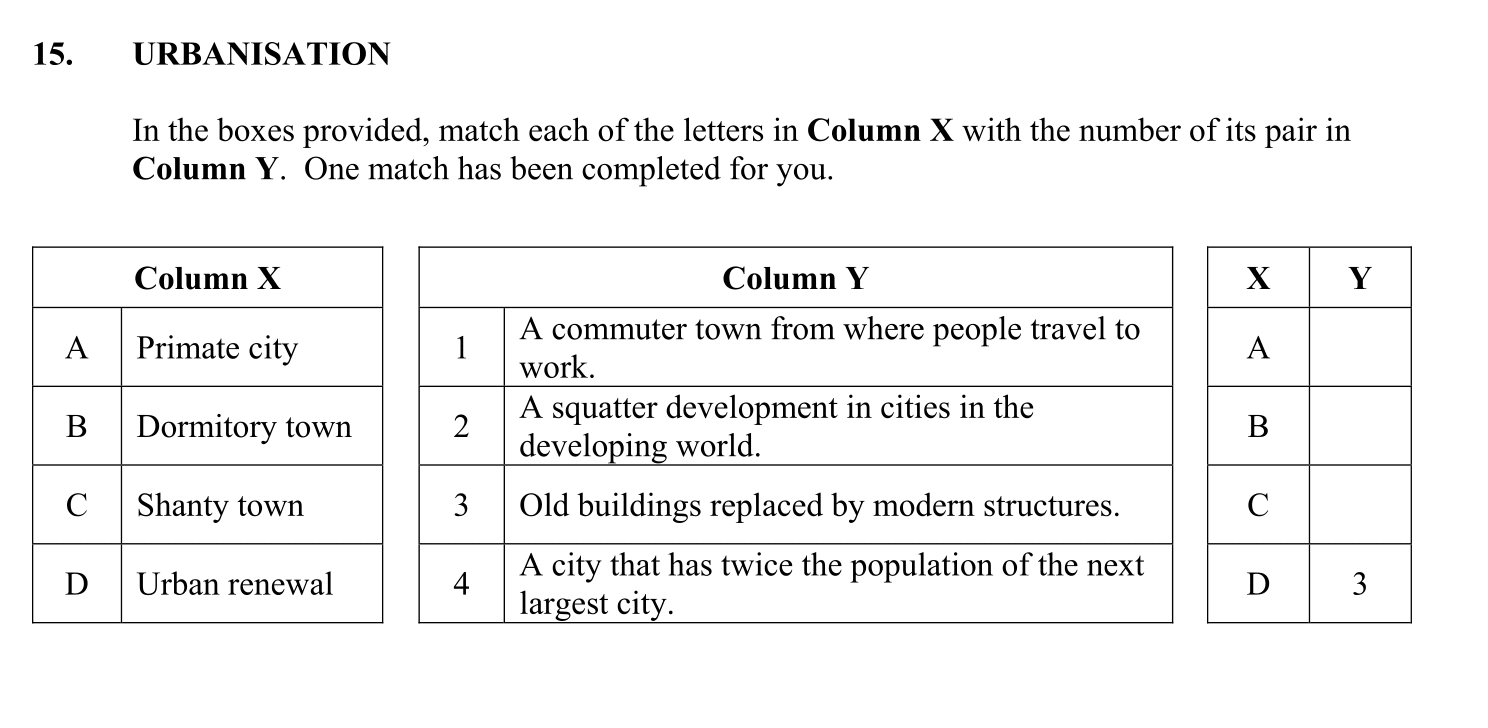 15. URBANISATION
In the boxes provided, match each of the letters in Column X with the number of its pair in
Column Y. One match has been completed for you.
Column X
A Primate city
B Dormitory town
C Shanty town
D Urban renewal
Column Y
1 A commuter town from where people travel to
work.
2 A squatter development in cities in the
developing world.
3 Old buildings replaced by modern structures.
4 A city that has twice the population of the next
largest city.
X Y
A
B
C
D 3